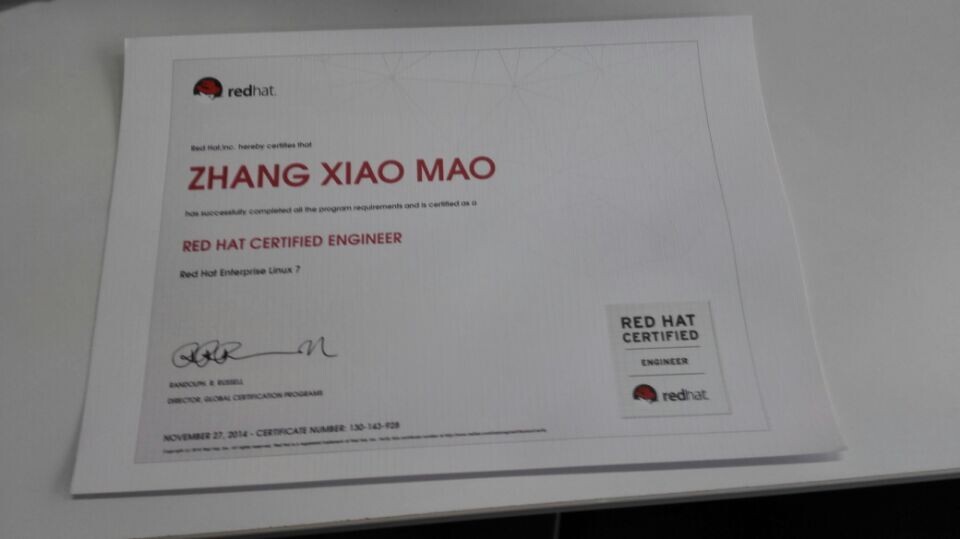 redhat.
Red Hat, Inc. hereby certifies that
ZHANG XIAO MAO
has successfully completed all the program requirements and is certified as a
RED HAT CERTIFIED ENGINEER
Red Hat Enterprise Linux 7
RANDOLPH. R. RUSSELL
DIRECTOR, GLOBAL CERTIFICATION PROGRAMS
NOVEMBER 27, 2014 - CERTIFICATE NUMBER: 130-143-928
RED HAT
CERTIFIED
ENGINEER
redhat.